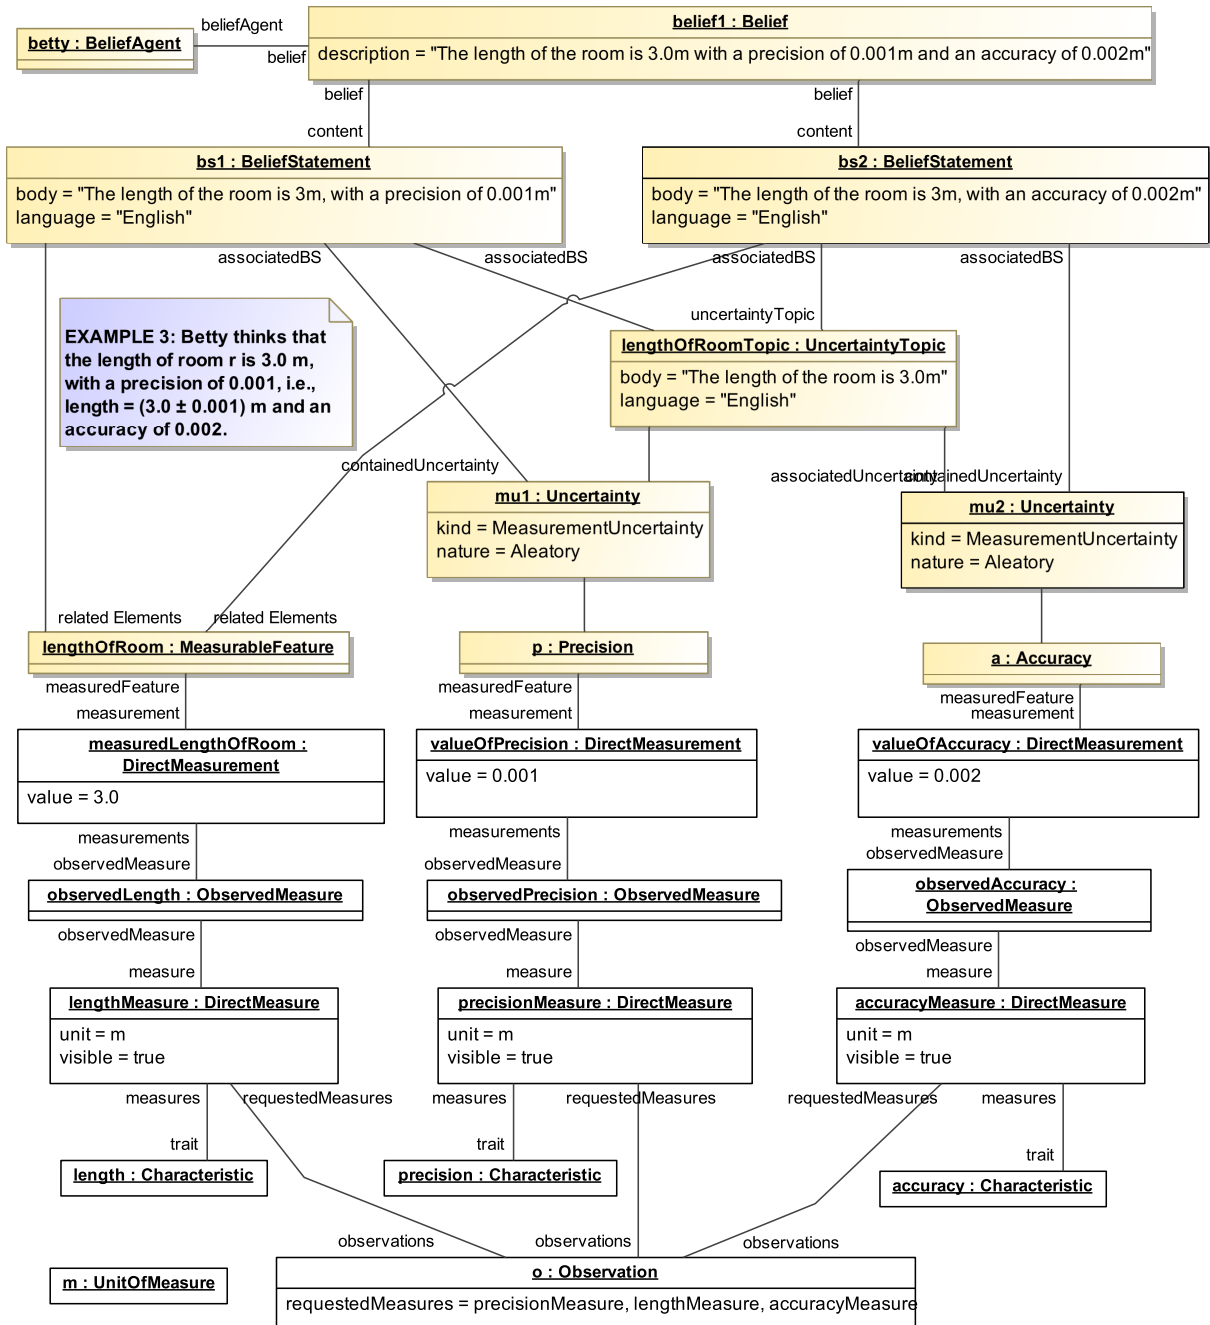 beliefAgent
belief1 : Belief
betty : BeliefAgent
belief
description = "The length of the room is 3.0m with a precision of 0.001m and an accuracy of 0.002m"
belief
belief
content
content
bs1 : BeliefStatement
body = "The length of the room is 3m, with a precision of 0.001m"
language = "English"
bs2 : BeliefStatement
body = "The length of the room is 3m, with an accuracy of 0.002m"
language = "English"
associatedBS
associatedBS
associatedBS
associatedBS
EXAMPLE 3: Betty thinks that
the length of room r is 3.0 m,
with a precision of 0.001, i.e.,
length = (3.0 ± 0.001) m and an
accuracy of 0.002.
uncertaintyTopic
lengthOfRoomTopic : UncertaintyTopic
body = "The length of the room is 3.0m"
language = "English"
containedUncertainty
associatedUncertainty
containedUncertainty
mu1 : Uncertainty
kind = MeasurementUncertainty
nature = Aleatory
mu2 : Uncertainty
kind = MeasurementUncertainty
nature = Aleatory
related Elements
related Elements
lengthOfRoom : MeasurableFeature
p : Precision
a : Accuracy
measuredFeature
measurement
measuredFeature
measurement
measuredFeature
measurement
measuredLengthOfRoom :
DirectMeasurement
value = 3.0
valueOfPrecision : DirectMeasurement
value = 0.001
valueOfAccuracy : DirectMeasurement
value = 0.002
measurements
observedMeasure
measurements
observedMeasure
measurements
observedMeasure
observedLength : ObservedMeasure
observedPrecision : ObservedMeasure
observedAccuracy :
ObservedMeasure
observedMeasure
measure
observedMeasure
measure
observedMeasure
measure
lengthMeasure : DirectMeasure
unit = m
visible = true
precisionMeasure : DirectMeasure
unit = m
visible = true
accuracyMeasure : DirectMeasure
unit = m
visible = true
measures
requestedMeasures
measures
requestedMeasures
requestedMeasures
measures
trait
trait
trait
length : Characteristic
precision : Characteristic
accuracy : Characteristic
observations
observations
observations
m : UnitOfMeasure
o : Observation
requestedMeasures = precisionMeasure, lengthMeasure, accuracyMeasure